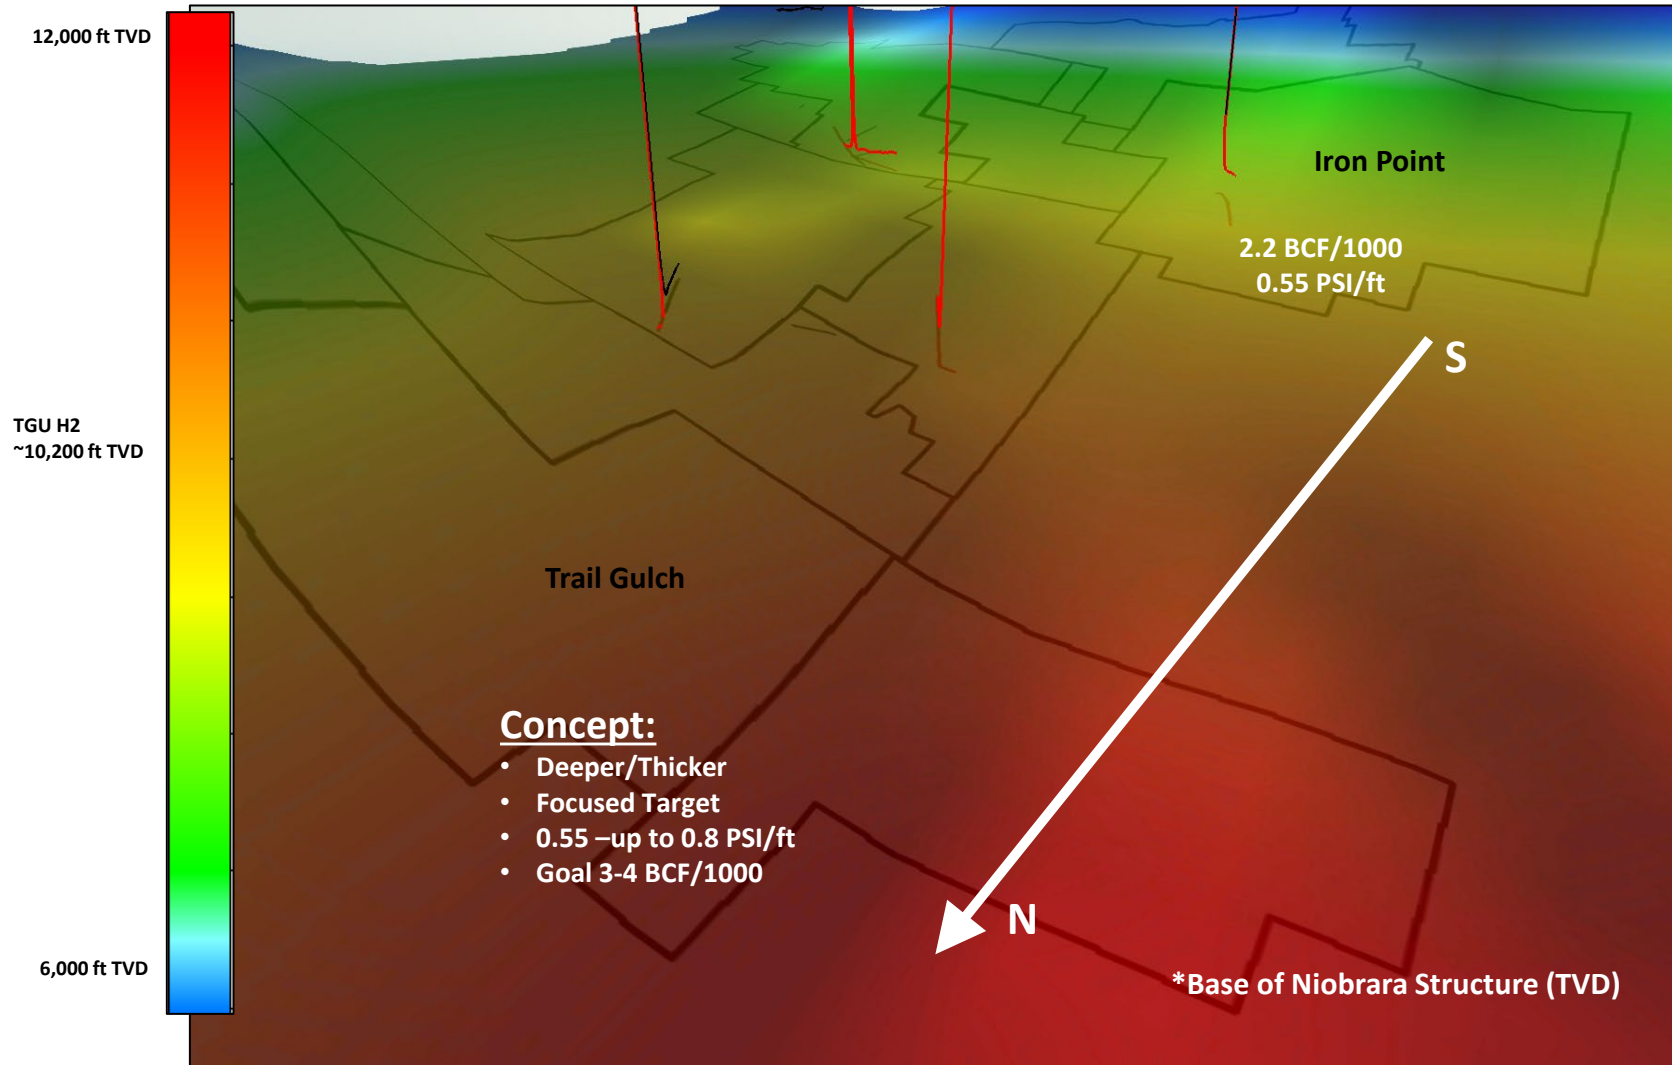 12,000 ft TVD
TGU H2
~10,200 ft TVD
6,000 ft TVD
Iron Point
2.2 BCF/1000
0.55 PSI/ft
S
Trail Gulch
Concept:
• Deeper/Thicker
• Focused Target
• 0.55 –up to 0.8 PSI/ft
• Goal 3-4 BCF/1000
N
*Base of Niobrara Structure (TVD)